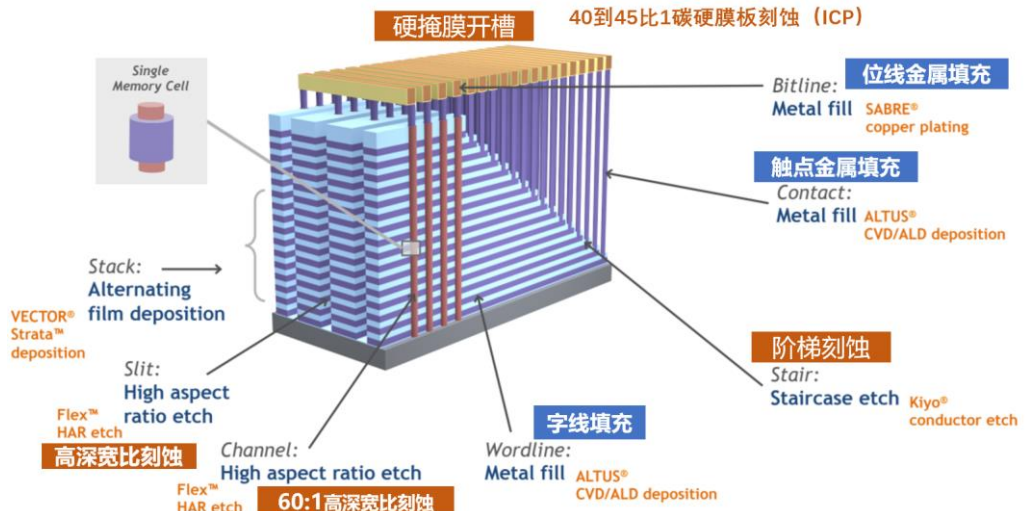 硬掩膜开槽
40到45比1碳硬膜板刻蚀（ICP）
Single
Memory Cell
Bitline:
位线金属填充
Metal fill
SABRE®
copper plating
触点金属填充
Contact:
Metal fill
ALTUS®
CVD/ALD deposition
Stack:
Alternating
film deposition
VECTOR®
Strata™
deposition
阶梯刻蚀
Stair:
Staircase etch
Kiyo®
conductor etch
Slit:
High aspect
ratio etch
Flex™
HAR etch
高深宽比刻蚀
Channel:
High aspect ratio etch
Flex™
HAR etch
60:1高深宽比刻蚀
字线填充
Wordline:
Metal fill
ALTUS®
CVD/ALD deposition